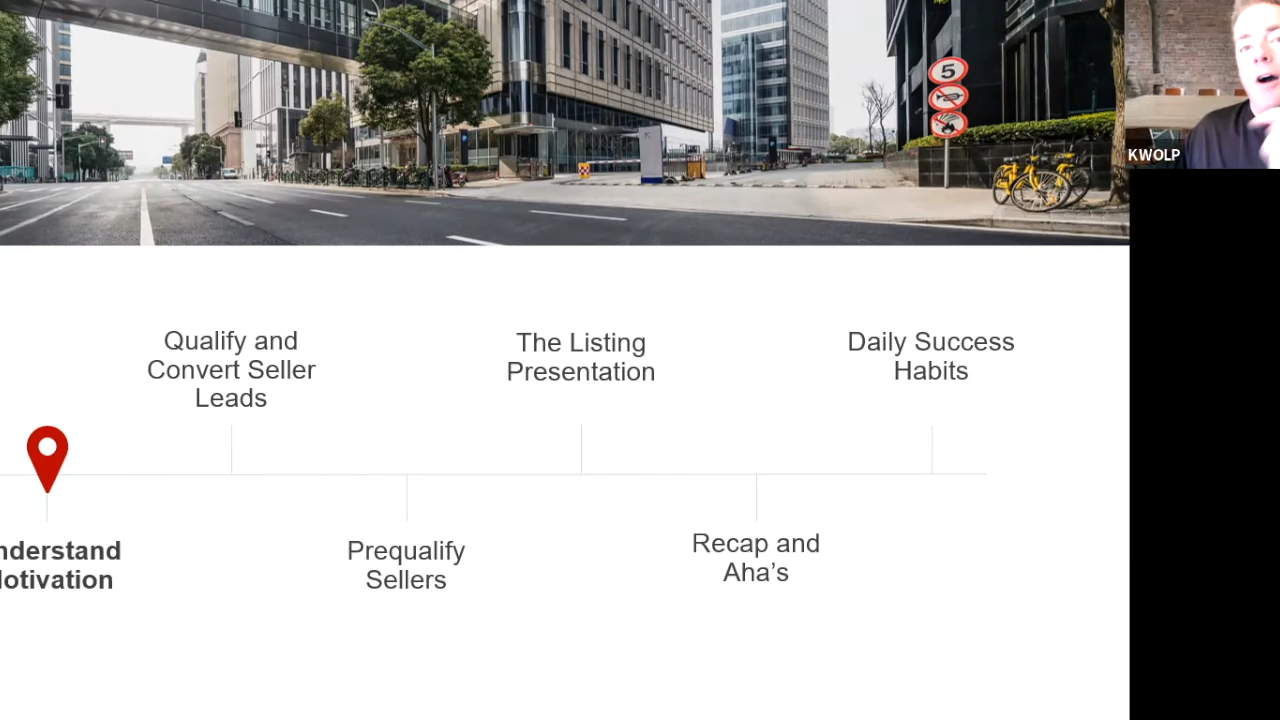 5
KWOLP
Qualify and
Convert Seller
Leads
The Listing
Presentation
Daily Success
Habits
nderstand
otivation
Prequalify
Sellers
Recap and
Aha's